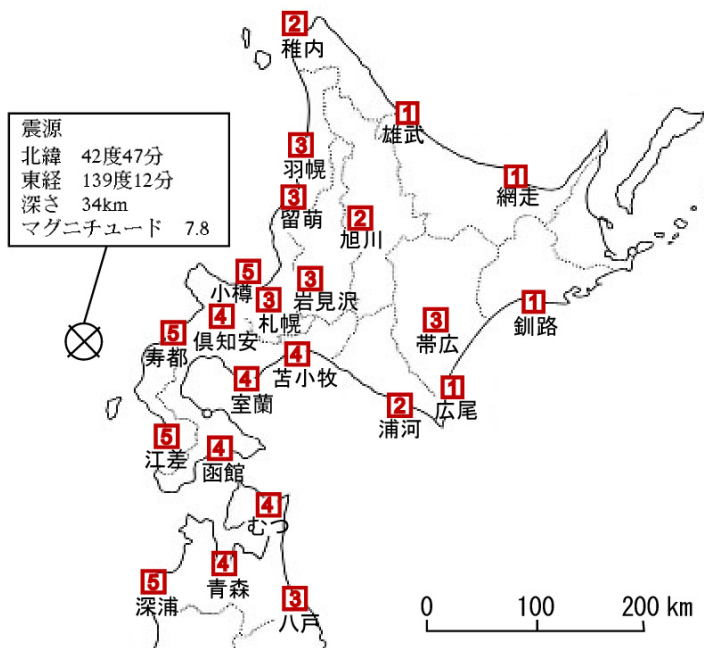 2
稚内
1
雄武
震源
北緯 42度47分
東経 139度12分
深さ 34km
マグニチュード 7.8
3
羽幌
1
網走
3
留萌
2
旭川
5
小樽
3
岩見沢
3
札幌
4
倶知安
1
釧路
3
帯広
5
寿都
4
苫小牧
4
室蘭
1
広尾
2
浦河
5
江差
4
函館
4
むつ
4
青森
5
深浦
3
八戸
0 100 200 km